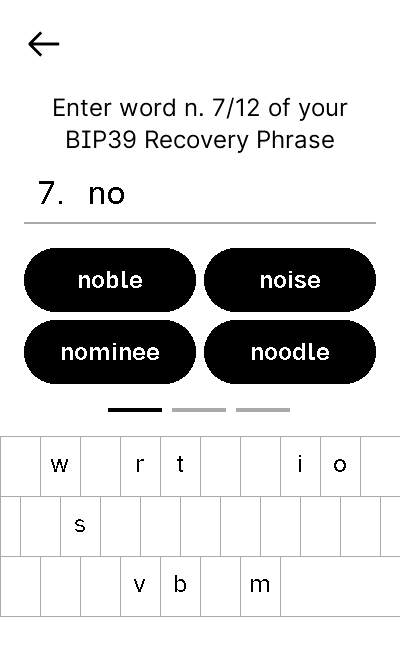 Enter word n. 7/12 of your
BIP39 Recovery Phrase
7. no
noble noise
nominee noodle
w r t i o
s
v b m